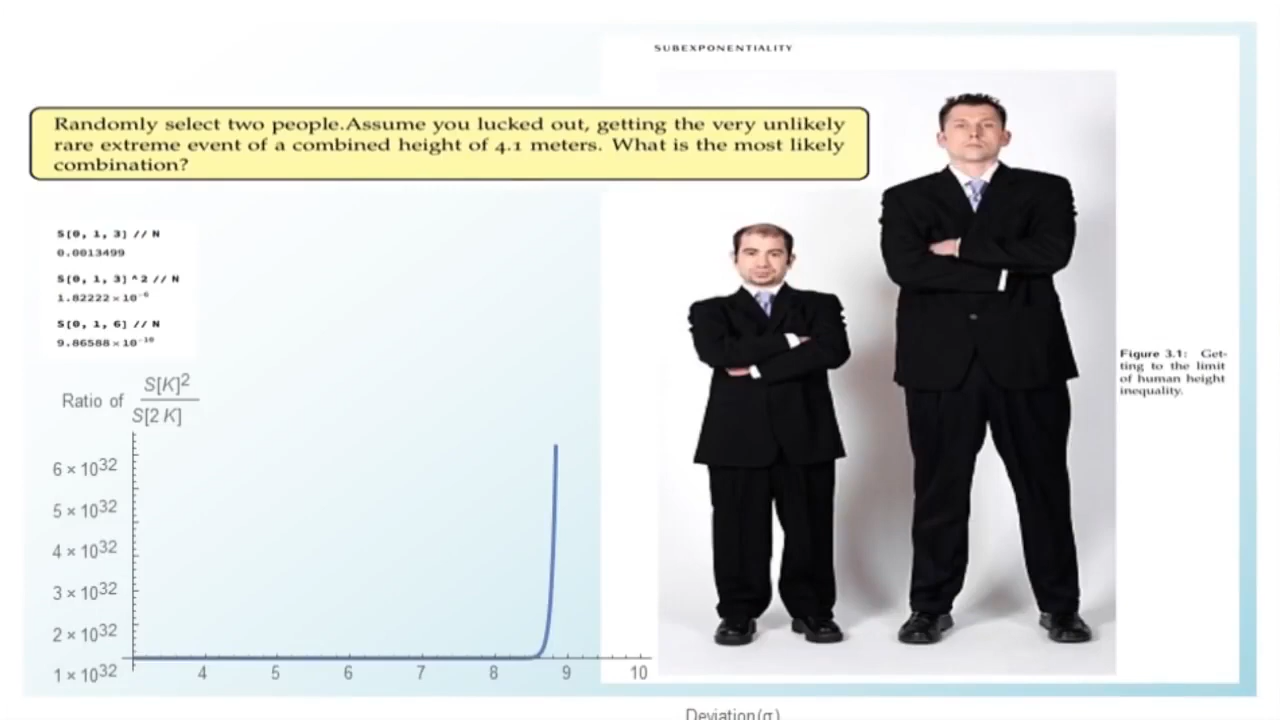 SUBEXPONENTIALITY
Randomly select two people.Assume you lucked out, getting the very unlikely
rare extreme event of a combined height of 4.1 meters. What is the most likely
combination?
S[0, 1, 3] // N
0.0013499
S[0, 1, 3]^2 // N
1.82222 × 10⁻⁶
S[0, 1, 6] // N
9.86588 × 10⁻¹⁰
Ratio of S[K]²
S[2 K]
6 × 10³²
5 × 10³²
4 × 10³²
3 × 10³²
2 × 10³²
1 × 10³²
4 5 6 7 8 9 10
Deviation(σ)
Figure 3.1: Get-
ting to the limit
of human height
inequality.